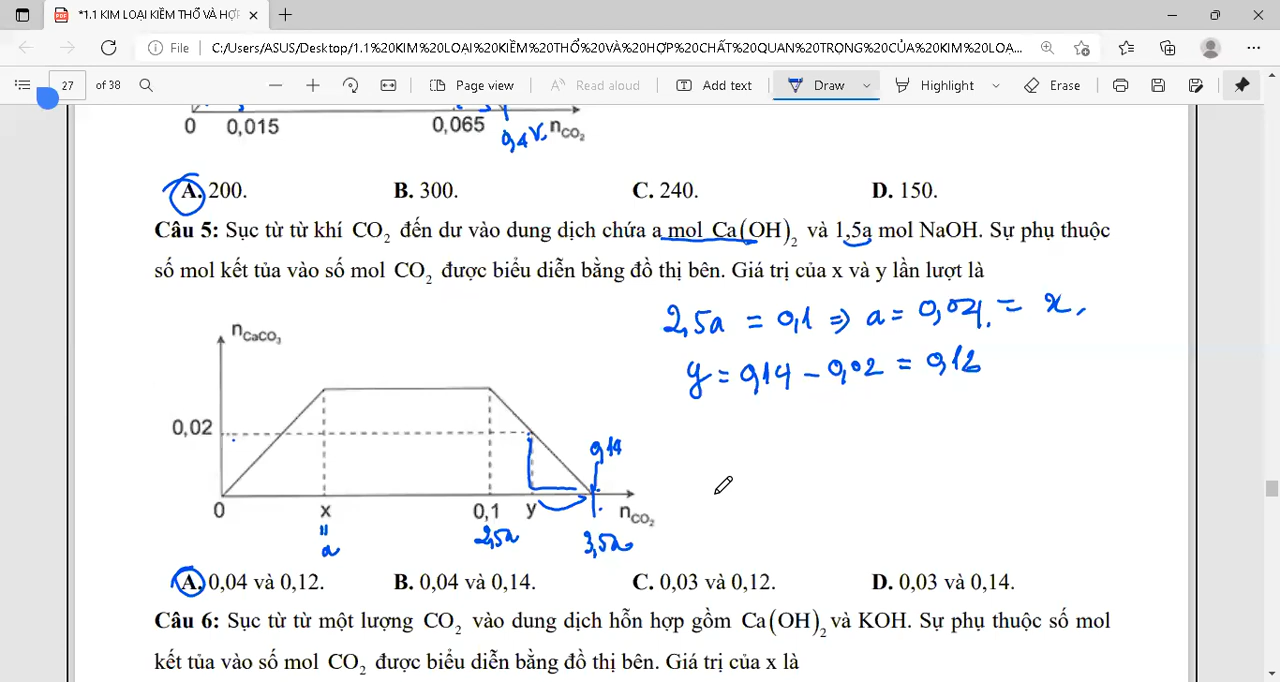 *1.1 KIM LOẠI KIỀM THỔ VÀ HỢP
File C:/Users/ASUS/Desktop/1.1%20KIM%20LOẠI%20KIỀM%20THỔ%20VÀ%20HỢP%20CHẤT%20QUAN%20TRỌNG%20CỦA%20KIM%20LOẠ...
27 of 38 Page view Read aloud Add text Draw Highlight Erase
0 0,015 0,065 nCO₂
A. 200. B. 300. C. 240. D. 150.
Câu 5: Sục từ từ khí CO₂ đến dư vào dung dịch chứa a mol Ca(OH)₂ và 1,5a mol NaOH. Sự phụ thuộc
số mol kết tủa vào số mol CO₂ được biểu diễn bằng đồ thị bên. Giá trị của x và y lần lượt là
2,5a = 0,1 ⇒ a = 0,04 = x,
nCaCO₃
y = 0,14 - 0,02 = 0,12
0,02
0,14
0 x 0,1 y nCO₂
a 2,5a 3,5a
A. 0,04 và 0,12. B. 0,04 và 0,14. C. 0,03 và 0,12. D. 0,03 và 0,14.
Câu 6: Sục từ từ một lượng CO₂ vào dung dịch hỗn hợp gồm Ca(OH)₂ và KOH. Sự phụ thuộc số mol
kết tủa vào số mol CO₂ được biểu diễn bằng đồ thị bên. Giá trị của x là